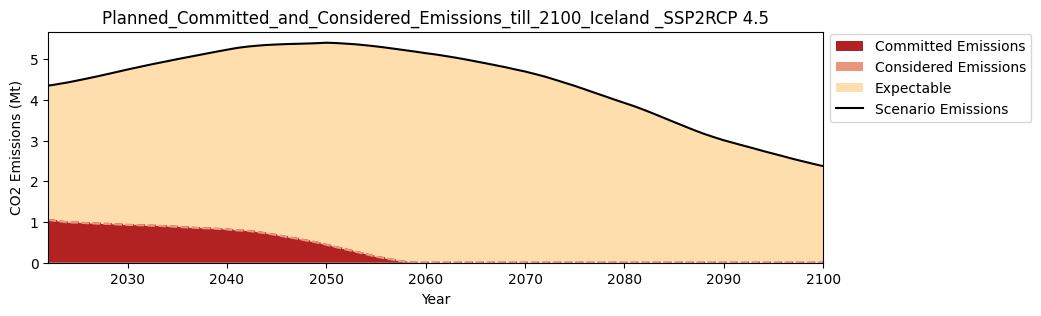 Planned_Committed_and_Considered_Emissions_till_2100_Iceland _SSP2RCP 4.5
Committed Emissions
Considered Emissions
Expectable
Scenario Emissions
CO2 Emissions (Mt)
5
4
3
2
1
0
2030 2040 2050 2060 2070 2080 2090 2100
Year